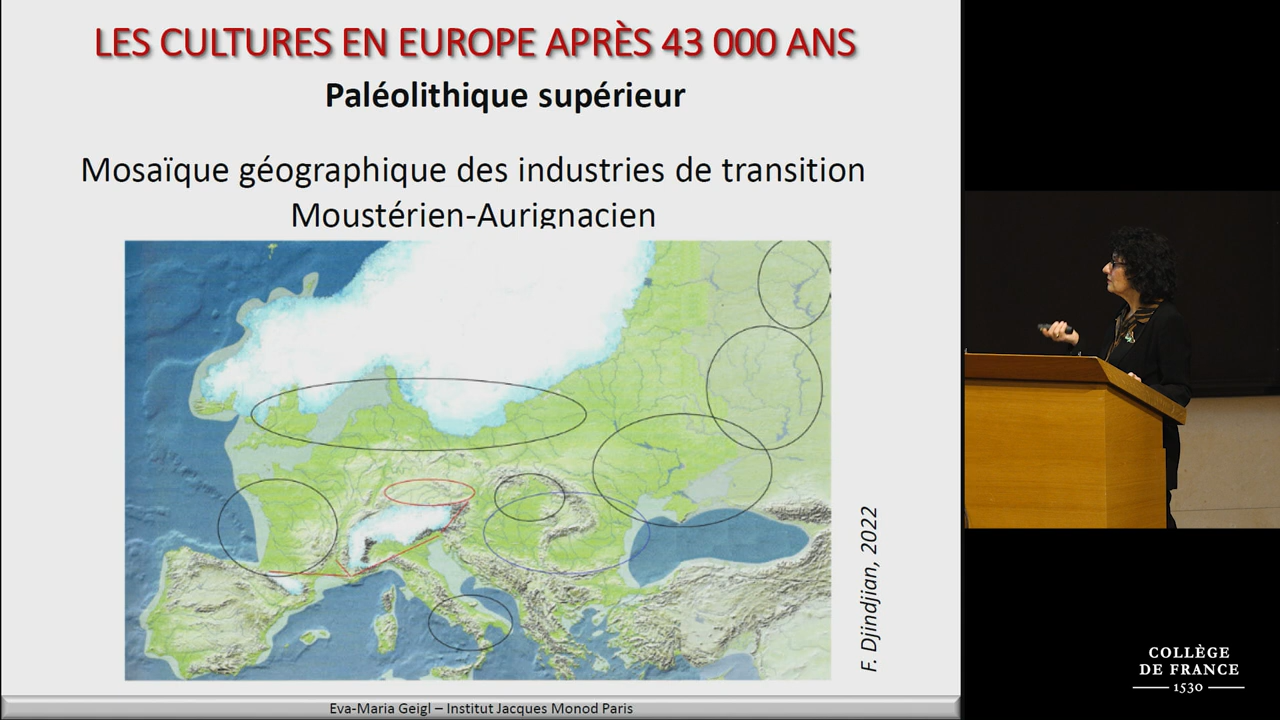 LES CULTURES EN EUROPE APRÈS 43 000 ANS
Paléolithique supérieur
Mosaïque géographique des industries de transition
Moustérien-Aurignacien
F. Djindjian, 2022
Eva-Maria Geigl – Institut Jacques Monod Paris
COLLÈGE
DE FRANCE
1530